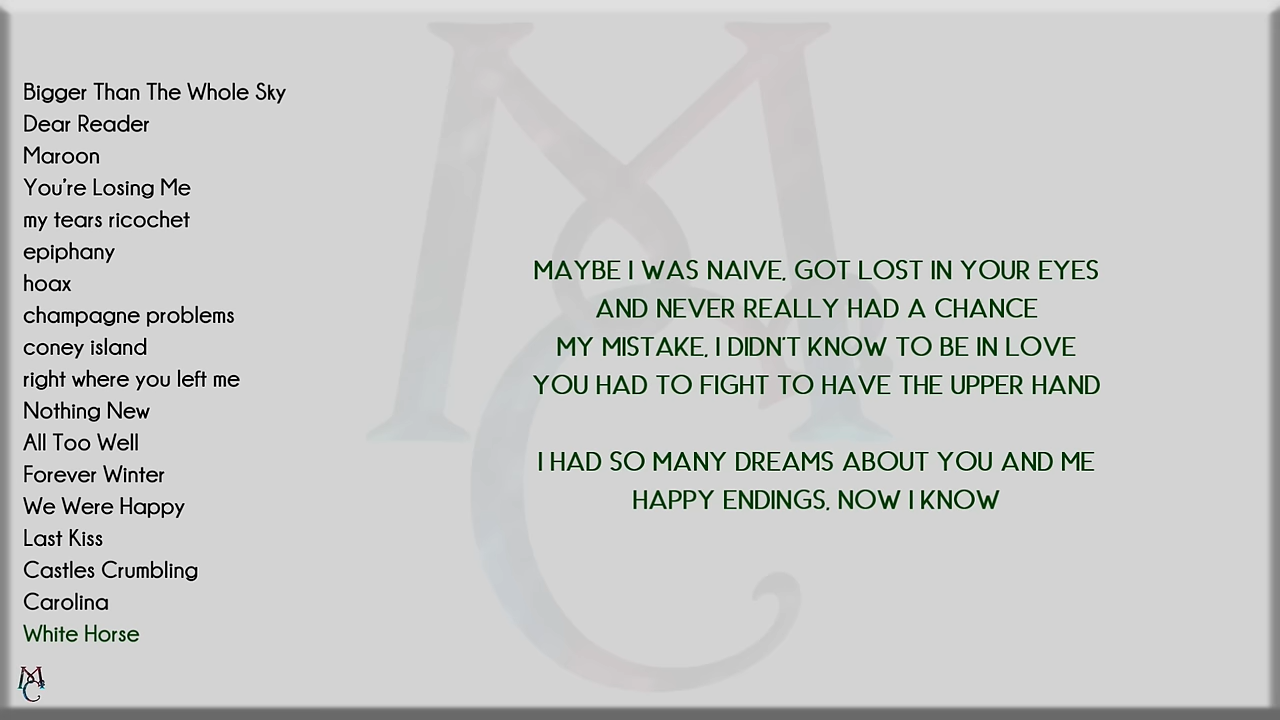 Bigger Than The Whole Sky
Dear Reader
Maroon
You're Losing Me
my tears ricochet
epiphany
hoax
champagne problems
coney island
right where you left me
Nothing New
All Too Well
Forever Winter
We Were Happy
Last Kiss
Castles Crumbling
Carolina
White Horse
MAYBE I WAS NAIVE, GOT LOST IN YOUR EYES
AND NEVER REALLY HAD A CHANCE
MY MISTAKE, I DIDN'T KNOW TO BE IN LOVE
YOU HAD TO FIGHT TO HAVE THE UPPER HAND
I HAD SO MANY DREAMS ABOUT YOU AND ME
HAPPY ENDINGS, NOW I KNOW
MC